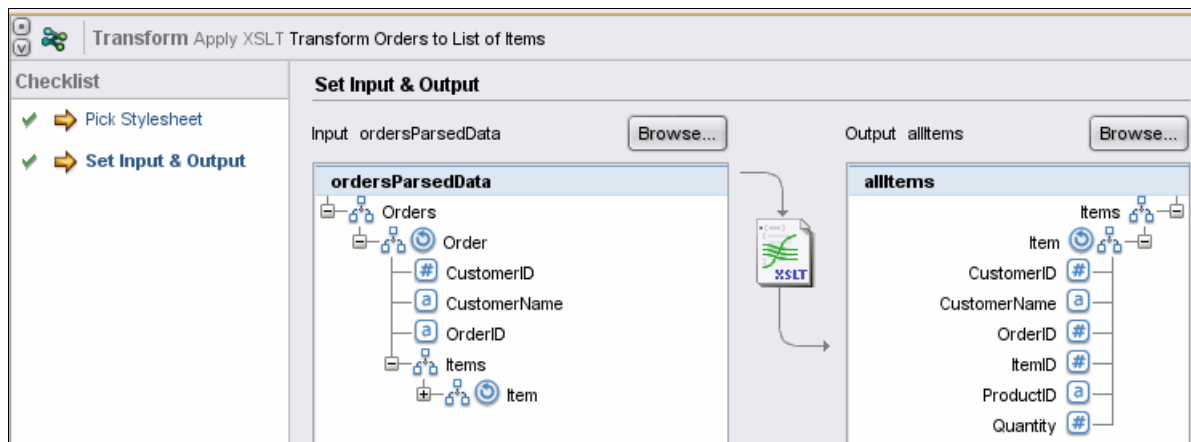 Transform Apply XSLT Transform Orders to List of Items
Checklist
Pick Stylesheet
Set Input & Output
Set Input & Output
Input ordersParsedData Browse...
ordersParsedData
Orders
Order
# CustomerID
a CustomerName
a OrderID
Items
Item
XSLT
Output allItems Browse...
allItems
Items
Item
CustomerID #
CustomerName a
OrderID #
ItemID #
ProductID a
Quantity #